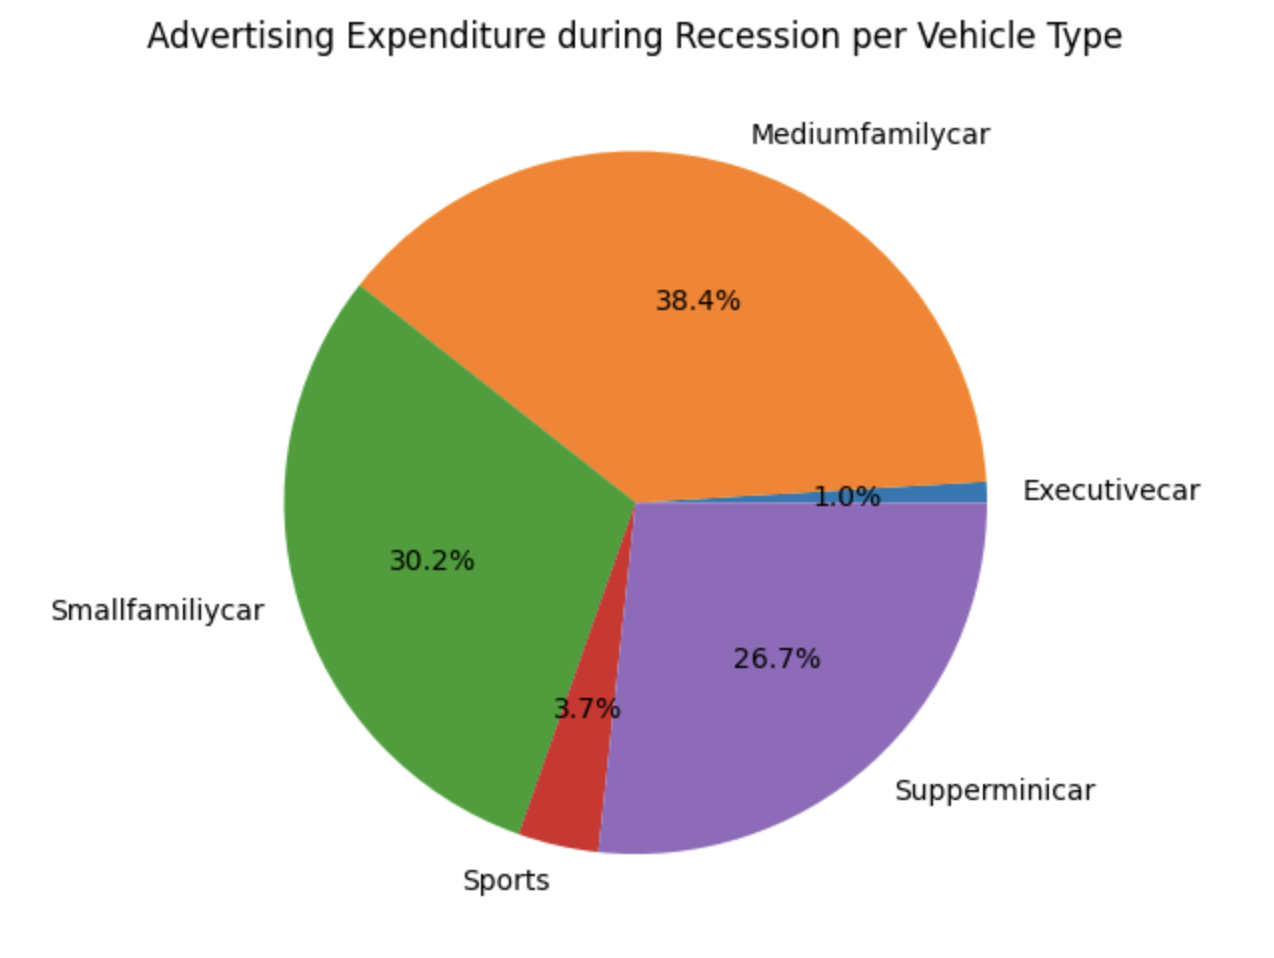 Advertising Expenditure during Recession per Vehicle Type
Mediumfamilycar
38.4%
1.0%
Executivecar
30.2%
Smallfamiliycar
26.7%
3.7%
Supperminicar
Sports